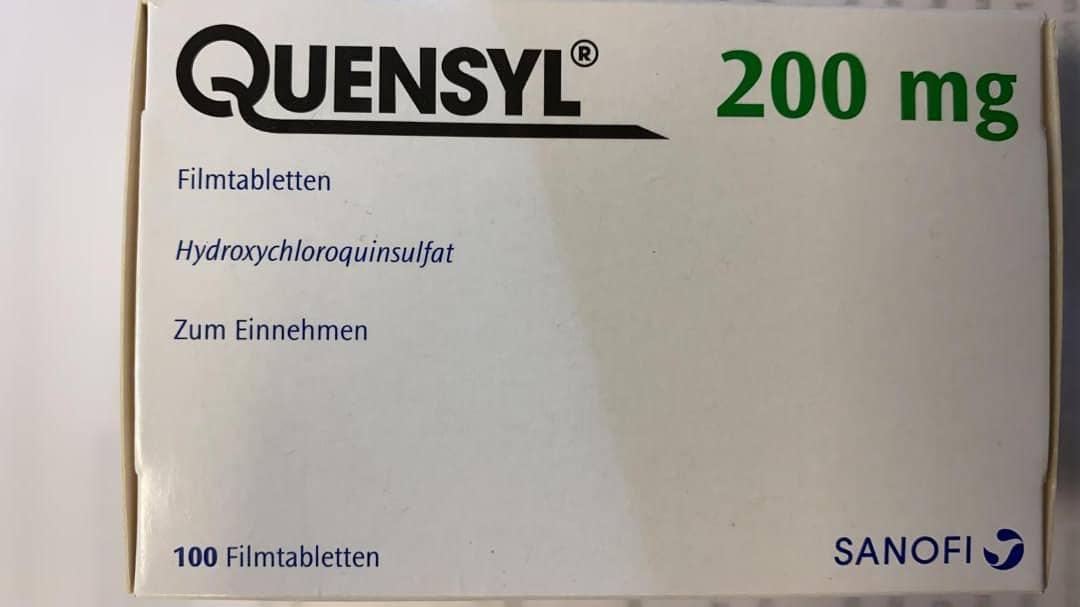 QUENSYL® 200 mg
Filmtabletten
Hydroxychloroquinsulfat
Zum Einnehmen
100 Filmtabletten
SANOFI